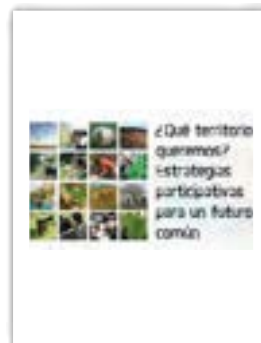 ¿Qué territorio
queremos?
Estrategias
participativas
para un futuro
común